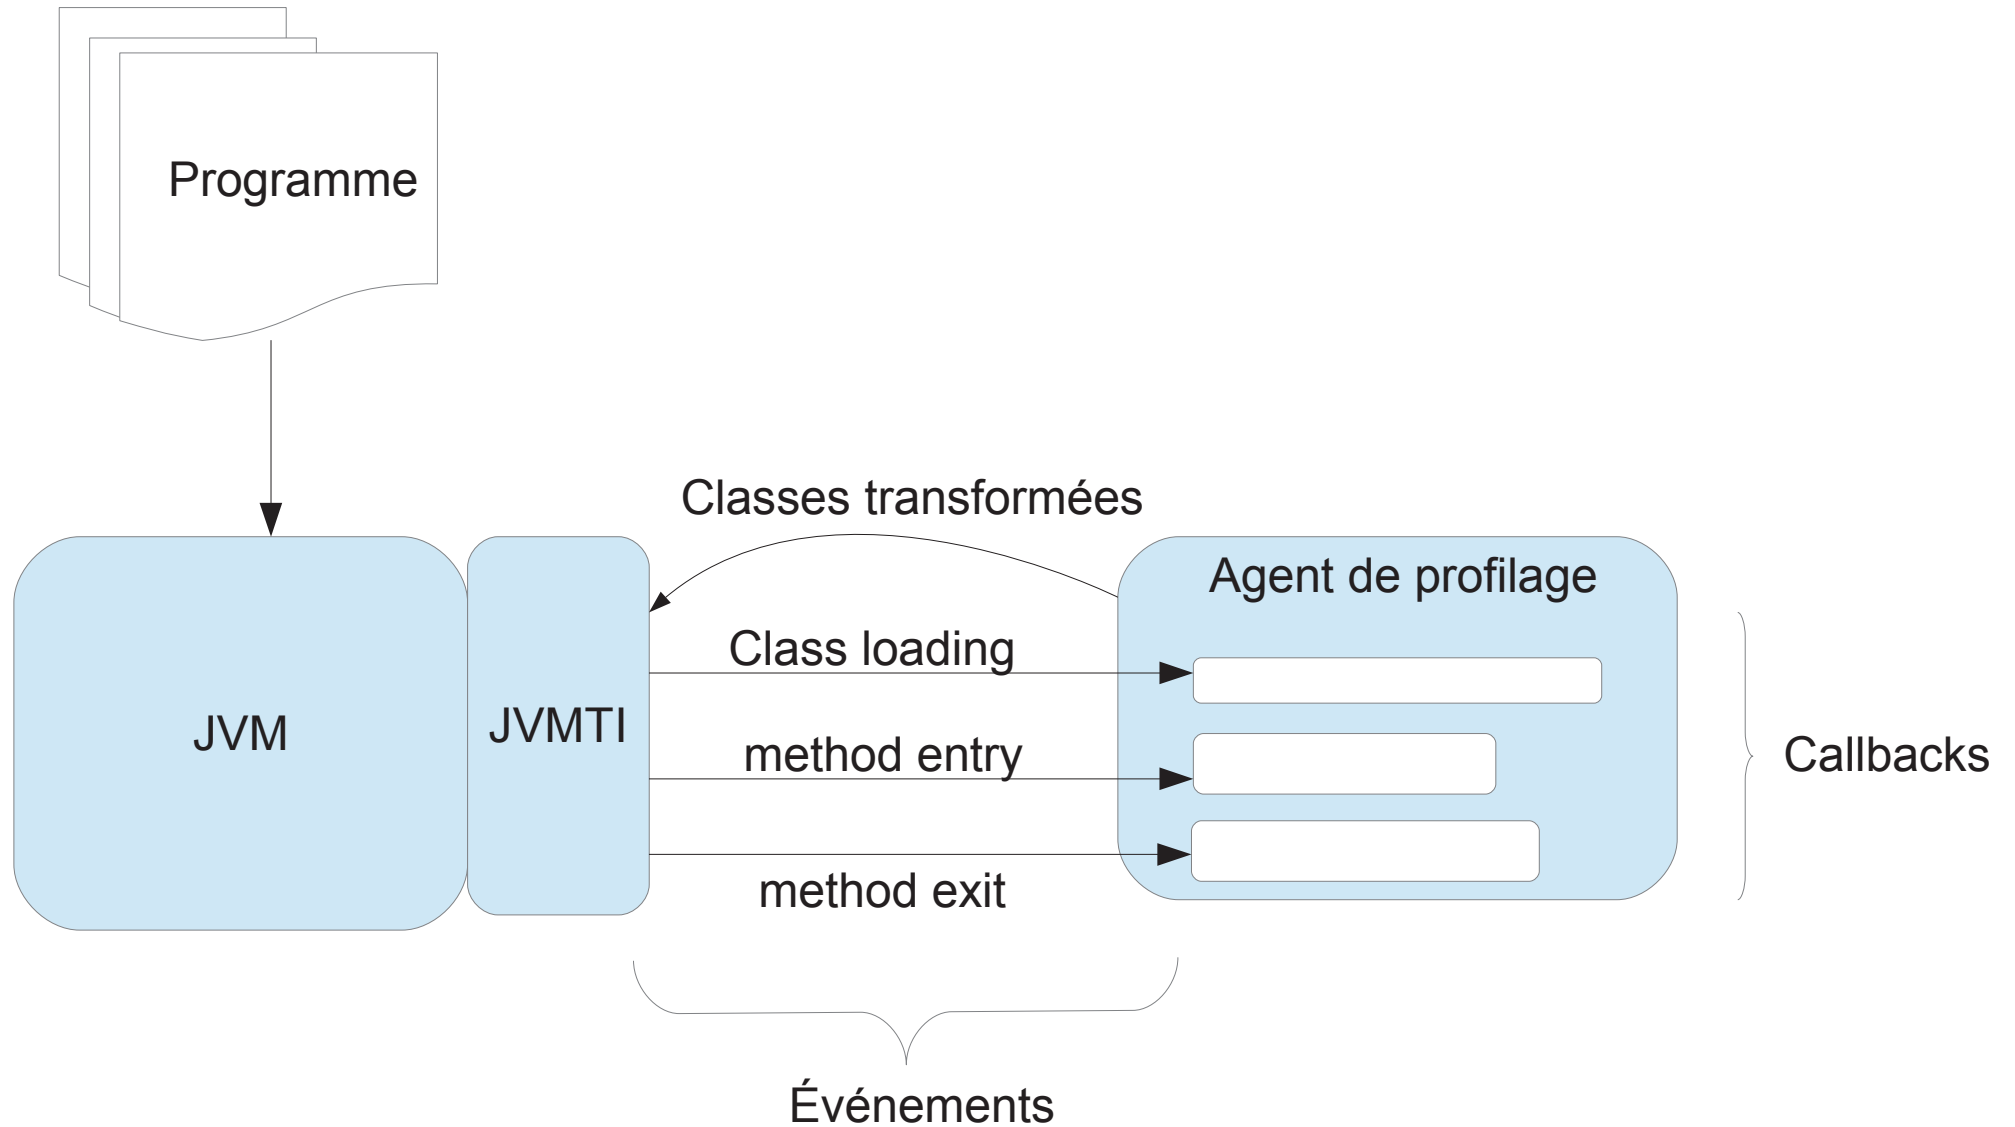 Programme
Classes transformées
Agent de profilage
Class loading
JVM
JVMTI
method entry
Callbacks
method exit
Événements